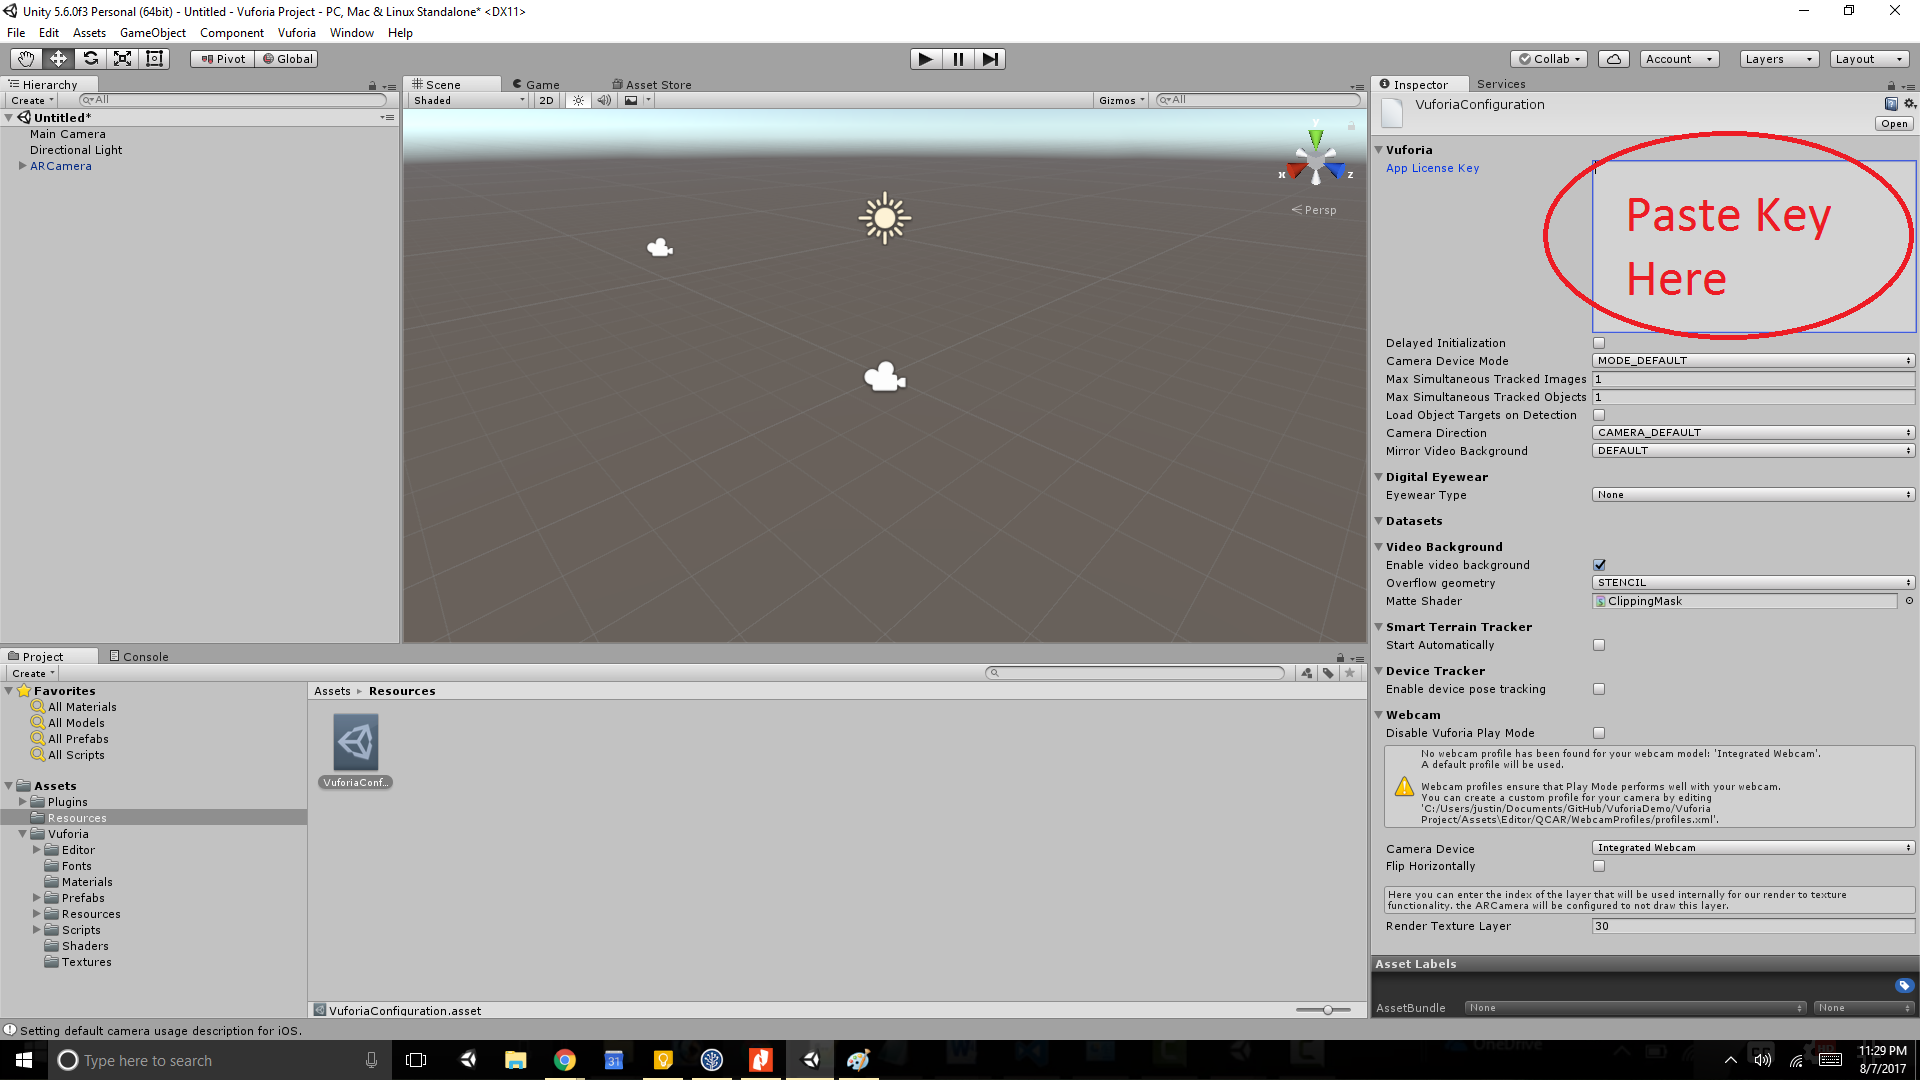 Unity 5.6.0f3 Personal (64bit) - Untitled - Vuforia Project - PC, Mac & Linux Standalone* <DX11>
File Edit Assets GameObject Component Vuforia Window Help
Pivot Global Collab Account Layers Layout
Hierarchy
Create All
Untitled*
Main Camera
Directional Light
ARCamera
Scene Game Asset Store
Shaded 2D Gizmos All
y
x z
Persp
Inspector Services
VuforiaConfiguration
Open
Vuforia
App License Key
Paste Key
Here
Delayed Initialization
Camera Device Mode MODE_DEFAULT
Max Simultaneous Tracked Images 1
Max Simultaneous Tracked Objects 1
Load Object Targets on Detection
Camera Direction CAMERA_DEFAULT
Mirror Video Background DEFAULT
Digital Eyewear
Eyewear Type None
Datasets
Video Background
Enable video background
Overflow geometry STENCIL
Matte Shader ClippingMask
Smart Terrain Tracker
Start Automatically
Device Tracker
Enable device pose tracking
Webcam
Disable Vuforia Play Mode
No webcam profile has been found for your webcam model: 'Integrated Webcam'.
A default profile will be used.
Webcam profiles ensure that Play Mode performs well with your webcam.
You can create a custom profile for your camera by editing
'C:/Users/justin/Documents/GitHub/VuforiaDemo/Vuforia
Project/Assets\Editor/QCAR/WebcamProfiles/profiles.xml'.
Camera Device Integrated Webcam
Flip Horizontally
Here you can enter the index of the layer that will be used internally for our render to texture
functionality. the ARCamera will be configured to not draw this layer.
Render Texture Layer 30
Asset Labels
AssetBundle None None
Project Console
Create
Favorites
All Materials
All Models
All Prefabs
All Scripts
Assets
Plugins
Resources
Vuforia
Editor
Fonts
Materials
Prefabs
Resources
Scripts
Shaders
Textures
Assets Resources
VuforiaConf...
VuforiaConfiguration.asset
Setting default camera usage description for iOS.
Type here to search
31
OneDrive
11:29 PM
8/7/2017